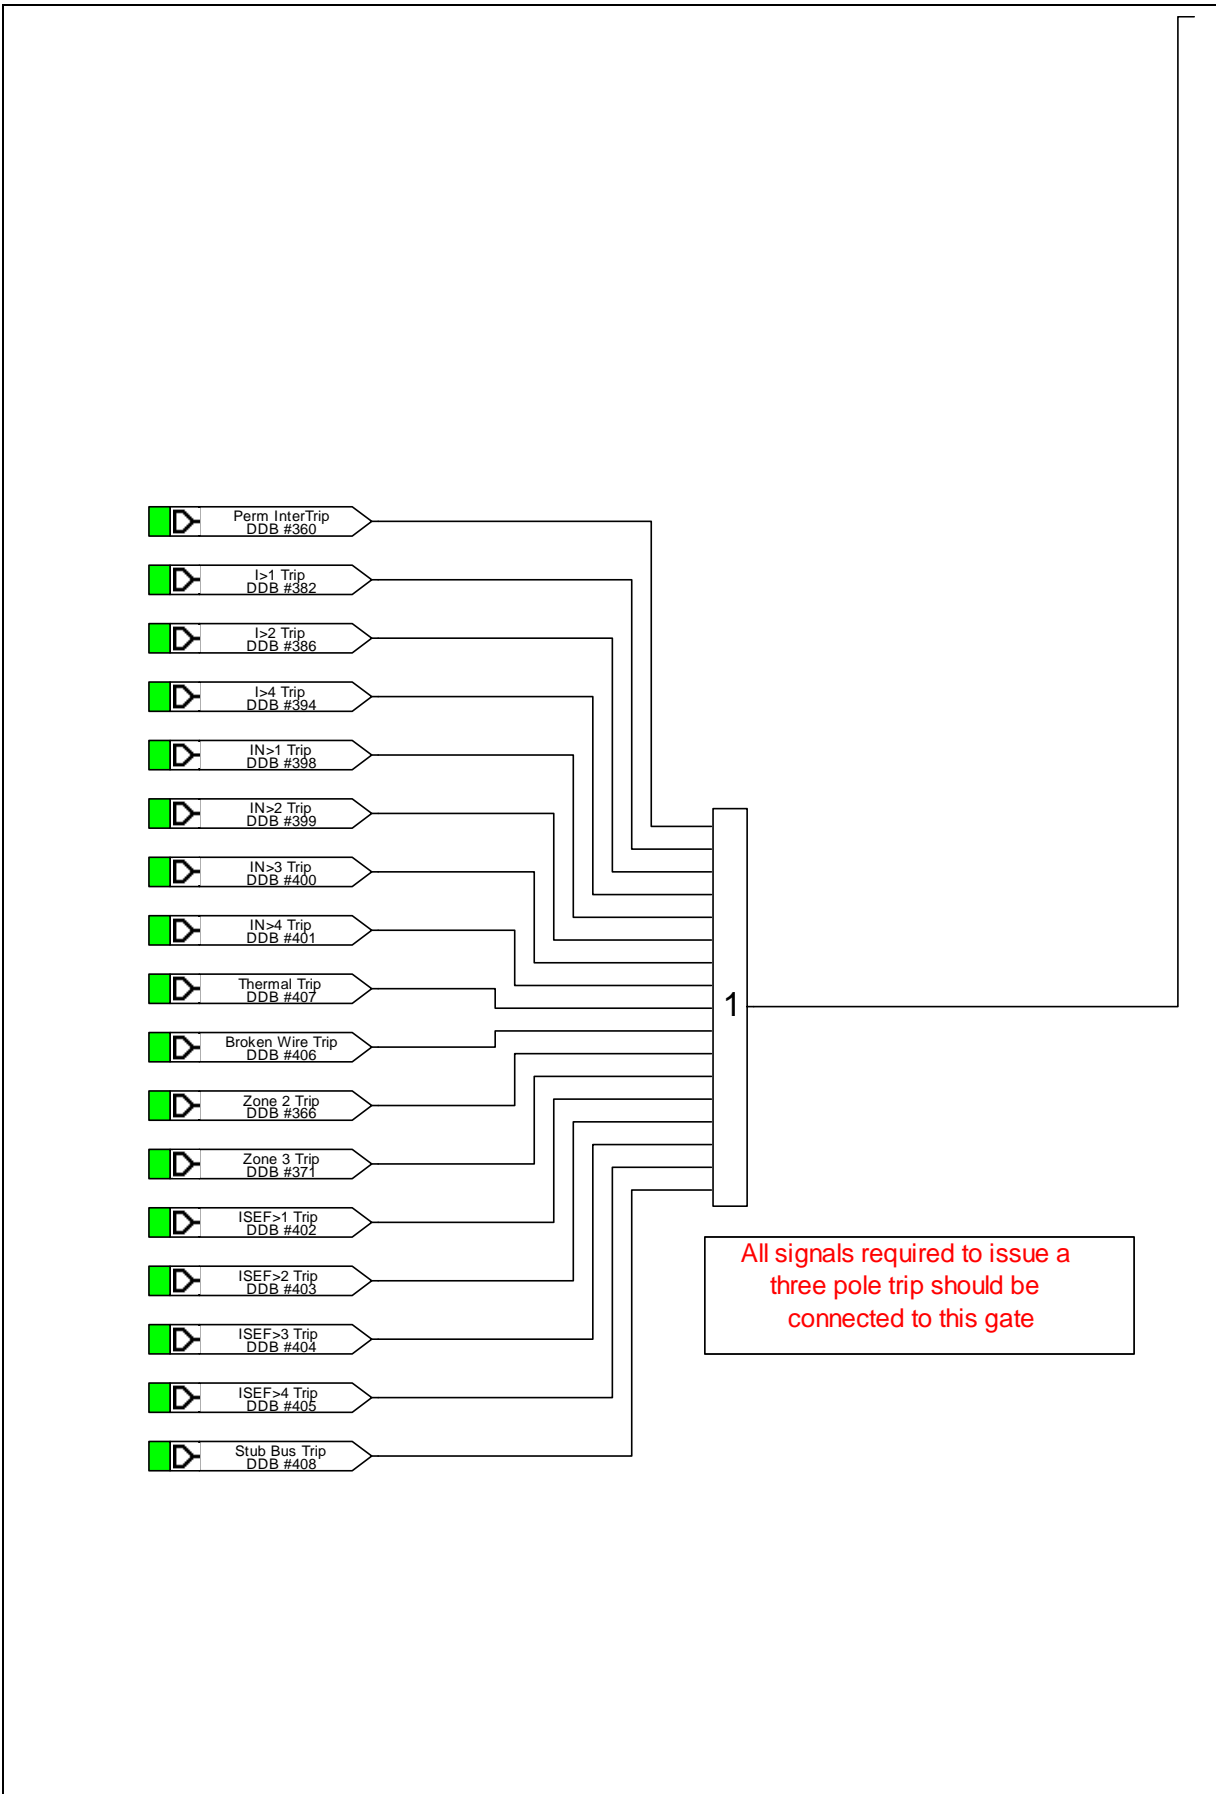 Perm InterTrip
DDB #360
I>1 Trip
DDB #382
I>2 Trip
DDB #386
I>4 Trip
DDB #394
IN>1 Trip
DDB #398
IN>2 Trip
DDB #399
IN>3 Trip
DDB #400
IN>4 Trip
DDB #401
Thermal Trip
DDB #407
1
Broken Wire Trip
DDB #406
Zone 2 Trip
DDB #366
Zone 3 Trip
DDB #371
ISEF>1 Trip
DDB #402
ISEF>2 Trip
DDB #403
ISEF>3 Trip
DDB #404
ISEF>4 Trip
DDB #405
Stub Bus Trip
DDB #408
All signals required to issue a
three pole trip should be
connected to this gate